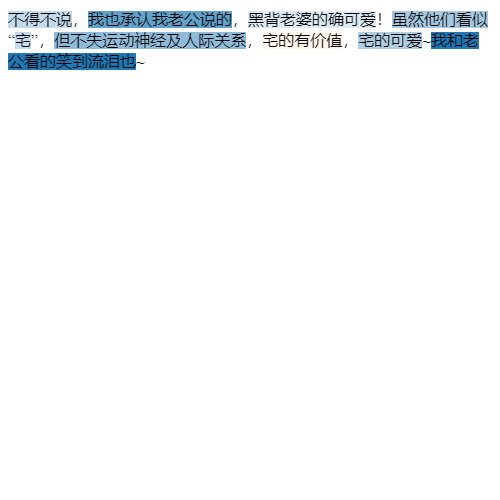 不得不说，我也承认我老公说的，黑背老婆的确可爱！虽然他们看似
“宅”，但不失运动神经及人际关系，宅的有价值，宅的可爱~我和老
公看的笑到流泪也~